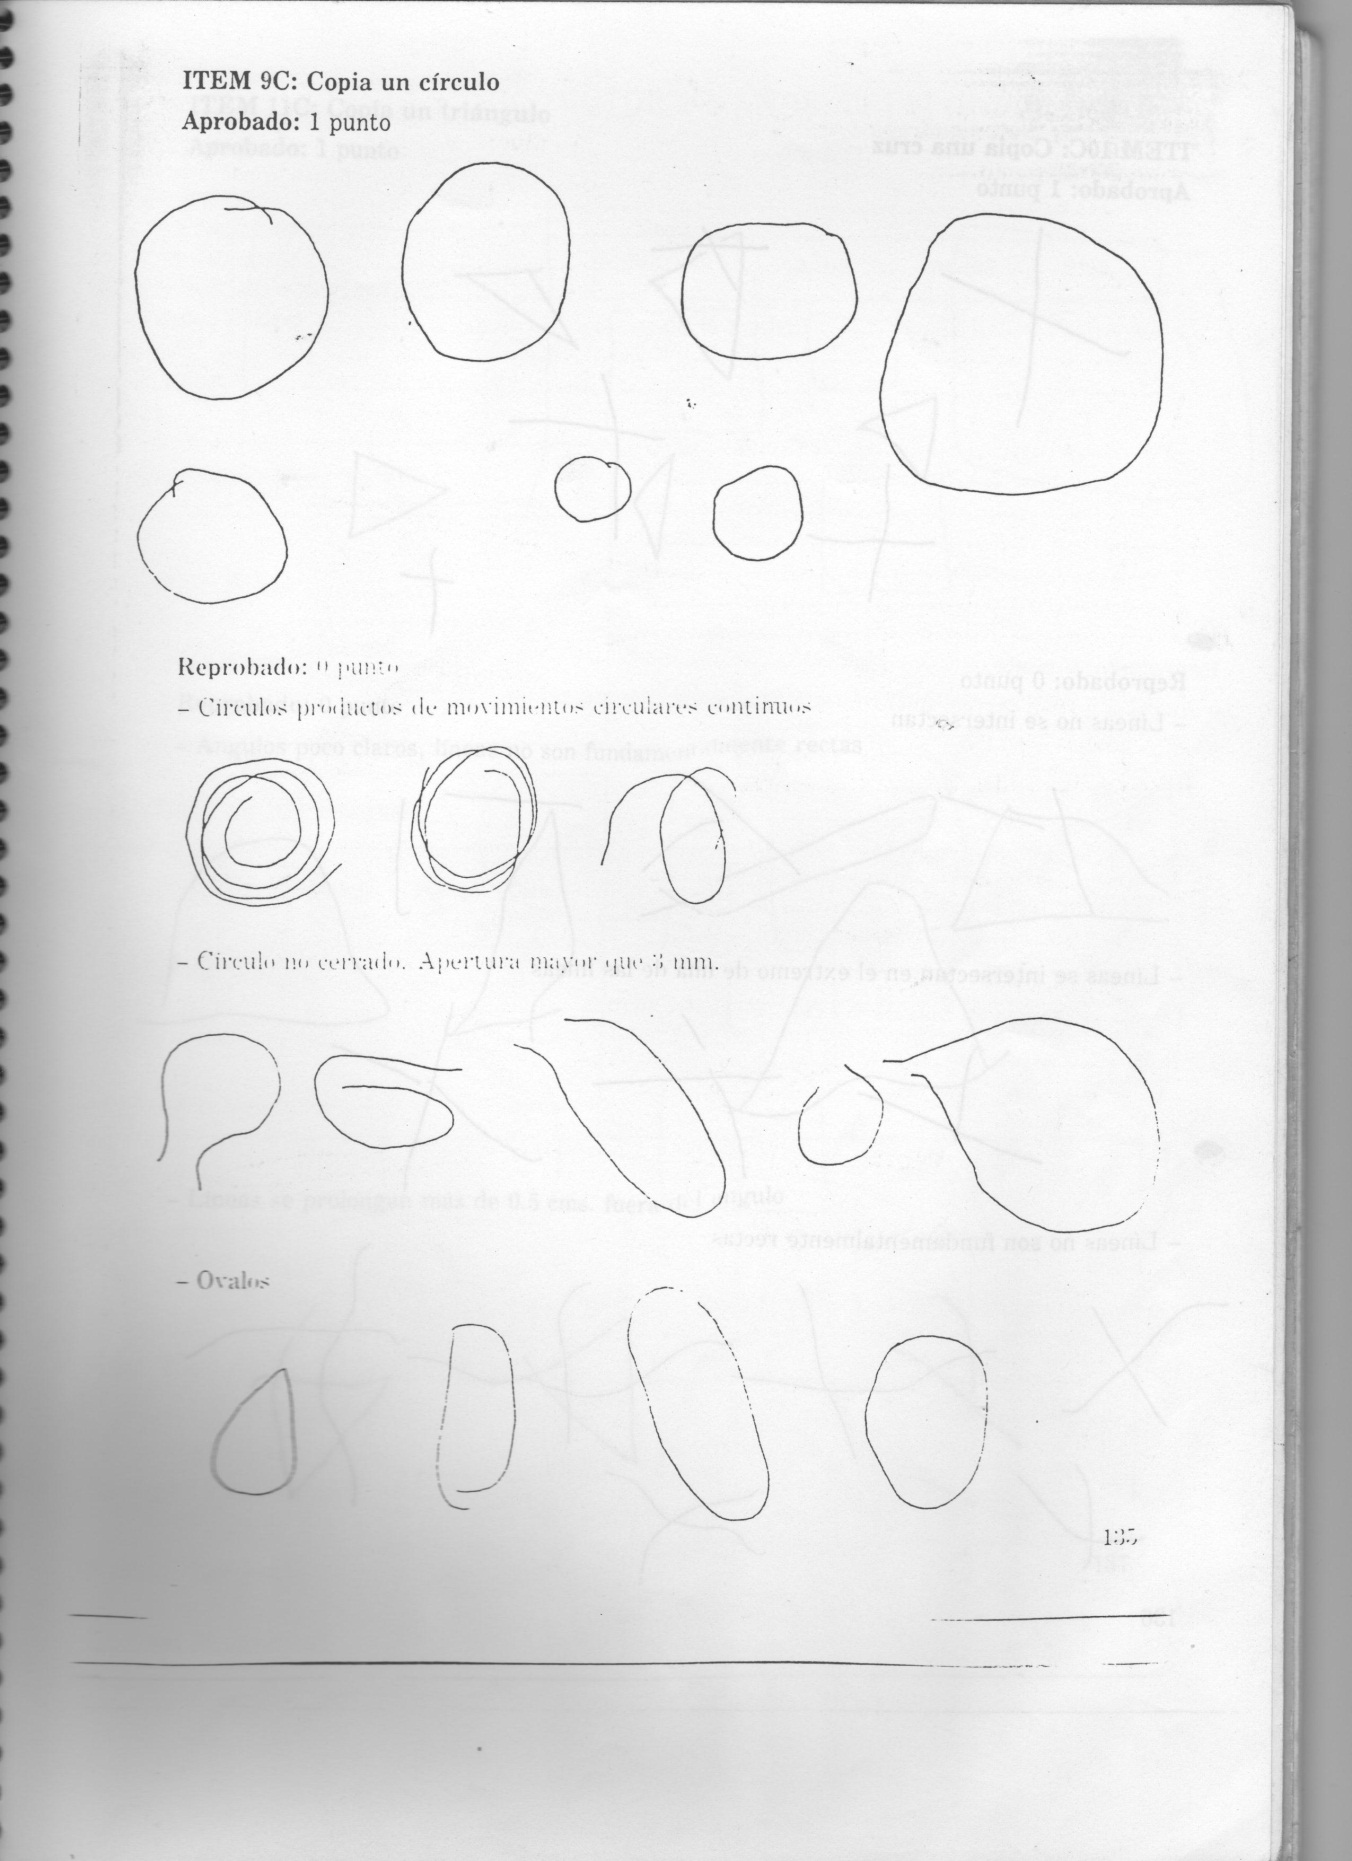 ITEM 9C: Copia un círculo
Aprobado: 1 punto
Reprobado: 0 punto
– Círculos productos de movimientos circulares continuos
– Círculo no cerrado. Apertura mayor que 3 mm.
– Ovalos
135